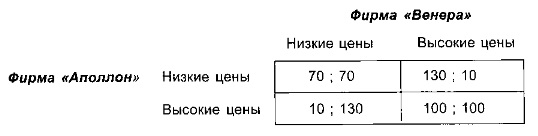 Фирма «Венера»
Низкие цены Высокие цены
Фирма «Аполлон» Низкие цены 70 ; 70 130 ; 10
Высокие цены 10 ; 130 100 ; 100